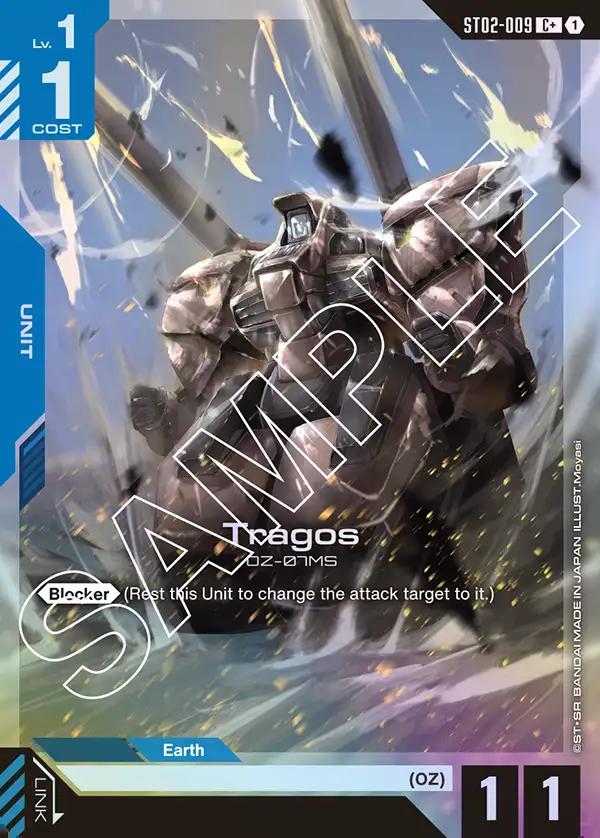 ST02-009 C+ 1
Lv. 1
1
COST
UNIT
SAMPLE
Tragos
OZ-07MS
Blocker (Rest this Unit to change the attack target to it.)
©ST・SR BANDAI MADE IN JAPAN ILLUST.Moyasi
Earth
LINK
(OZ)
1 1